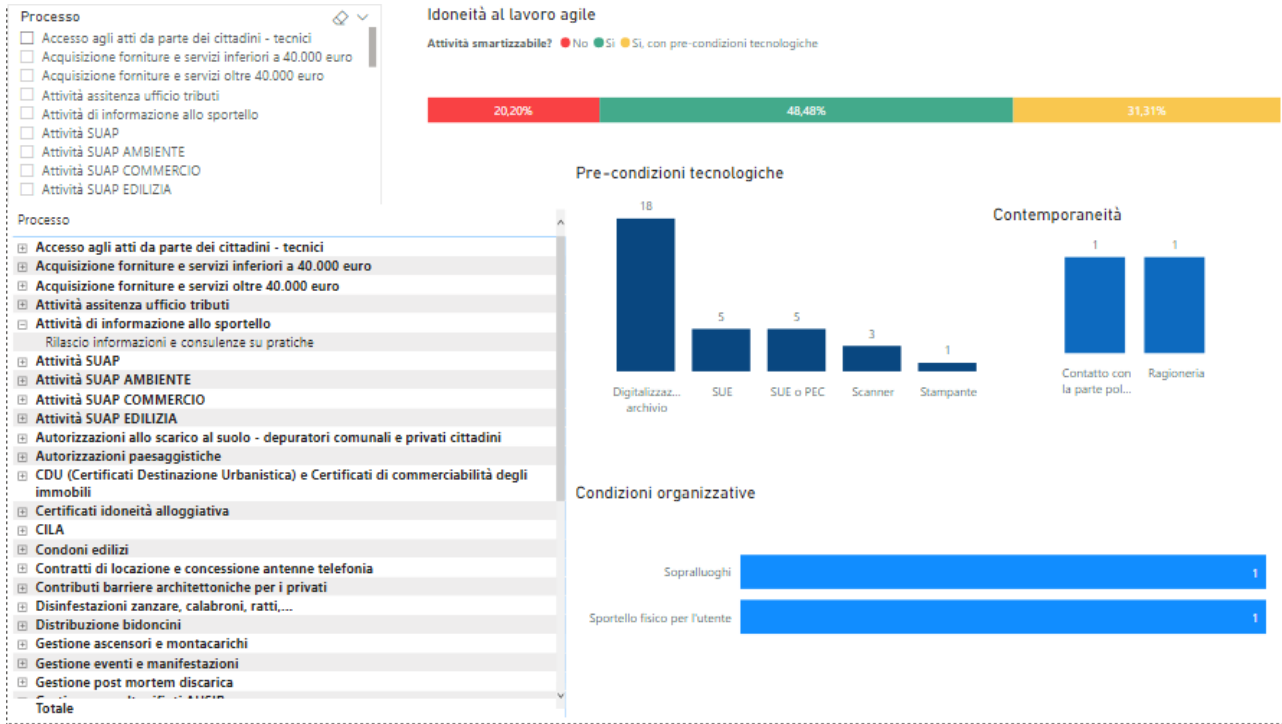 Processo
Accesso agli atti da parte dei cittadini - tecnici
Acquisizione forniture e servizi inferiori a 40.000 euro
Acquisizione forniture e servizi oltre 40.000 euro
Attività assitenza ufficio tributi
Attività di informazione allo sportello
Attività SUAP
Attività SUAP AMBIENTE
Attività SUAP COMMERCIO
Attività SUAP EDILIZIA
Idoneità al lavoro agile
Attività smartizzabile? No Sì Sì, con pre-condizioni tecnologiche
20,20% 48,48% 31,31%
Processo
Accesso agli atti da parte dei cittadini - tecnici
Acquisizione forniture e servizi inferiori a 40.000 euro
Acquisizione forniture e servizi oltre 40.000 euro
Attività assitenza ufficio tributi
Attività di informazione allo sportello
Rilascio informazioni e consulenze su pratiche
Attività SUAP
Attività SUAP AMBIENTE
Attività SUAP COMMERCIO
Attività SUAP EDILIZIA
Autorizzazioni allo scarico al suolo - depuratori comunali e privati cittadini
Autorizzazioni paesaggistiche
CDU (Certificati Destinazione Urbanistica) e Certificati di commerciabilità degli
immobili
Certificati idoneità alloggiativa
CILA
Condoni edilizi
Contratti di locazione e concessione antenne telefonia
Contributi barriere architettoniche per i privati
Disinfestazioni zanzare, calabroni, ratti,...
Distribuzione bidoncini
Gestione ascensori e montacarichi
Gestione eventi e manifestazioni
Gestione post mortem discarica
Totale
Pre-condizioni tecnologiche
18
5
5
3
1
Digitalizzaz...
archivio
SUE
SUE o PEC
Scanner
Stampante
Contemporaneità
1
1
Contatto con
la parte pol...
Ragioneria
Condizioni organizzative
Sopralluoghi 1
Sportello fisico per l'utente 1